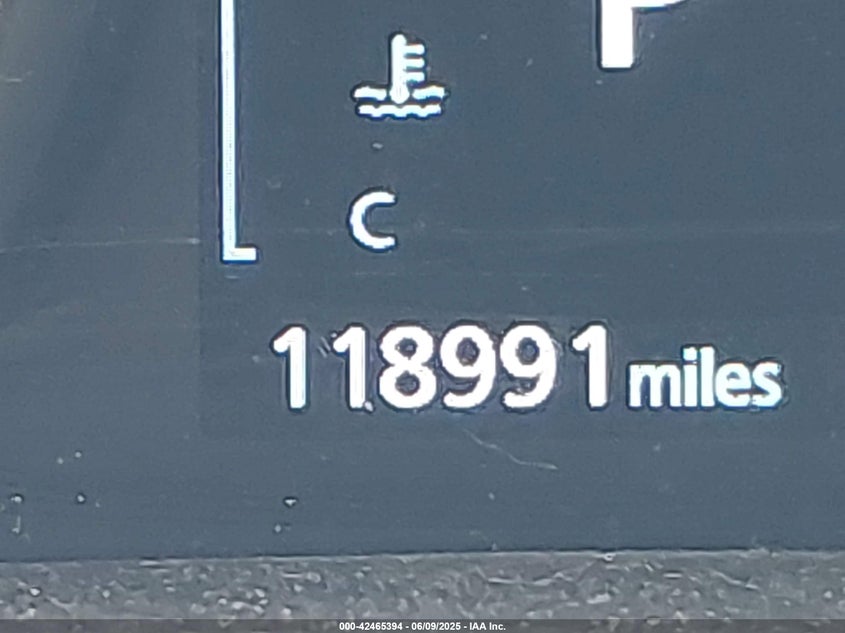 P
C
118991 miles
000-42465394 - 06/09/2025 - IAA Inc.